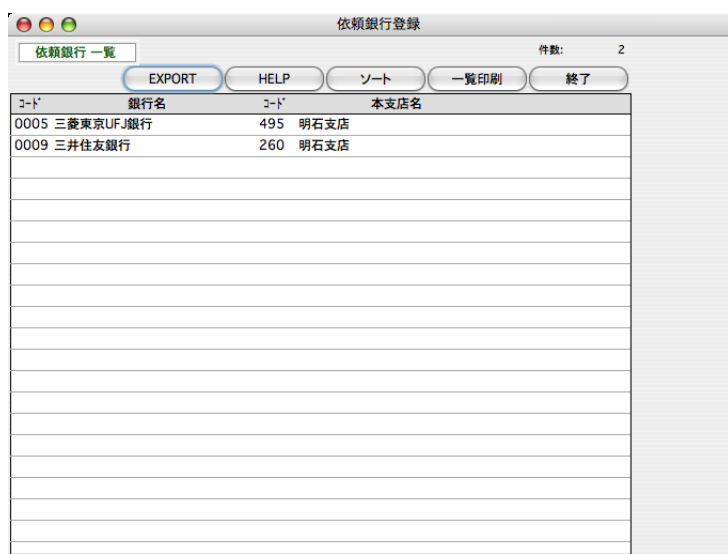 依頼銀行登録
依頼銀行 一覧 件数: 2
EXPORT HELP ソート 一覧印刷 終了
ｺｰﾄﾞ 銀行名 ｺｰﾄﾞ 本支店名
0005 三菱東京UFJ銀行 495 明石支店
0009 三井住友銀行 260 明石支店